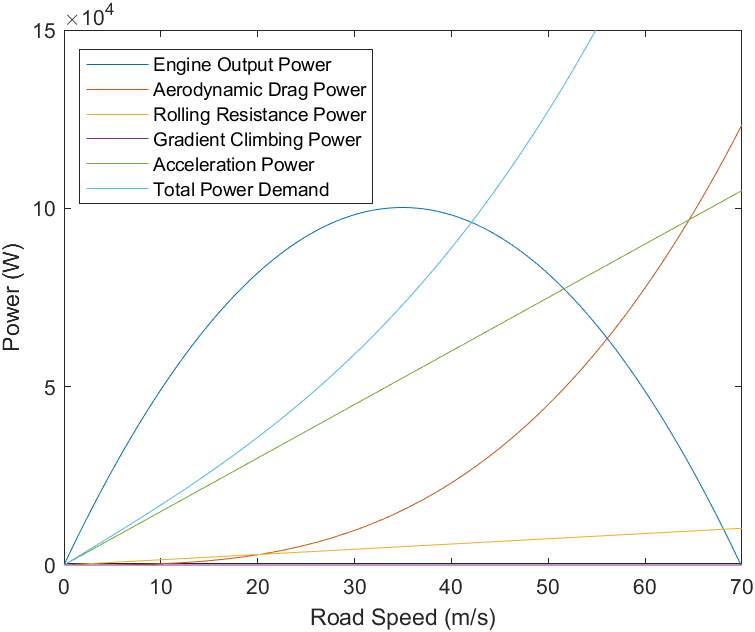 ×10⁴
15
10
5
0
Engine Output Power
Aerodynamic Drag Power
Rolling Resistance Power
Gradient Climbing Power
Acceleration Power
Total Power Demand
Power (W)
0 10 20 30 40 50 60 70
Road Speed (m/s)